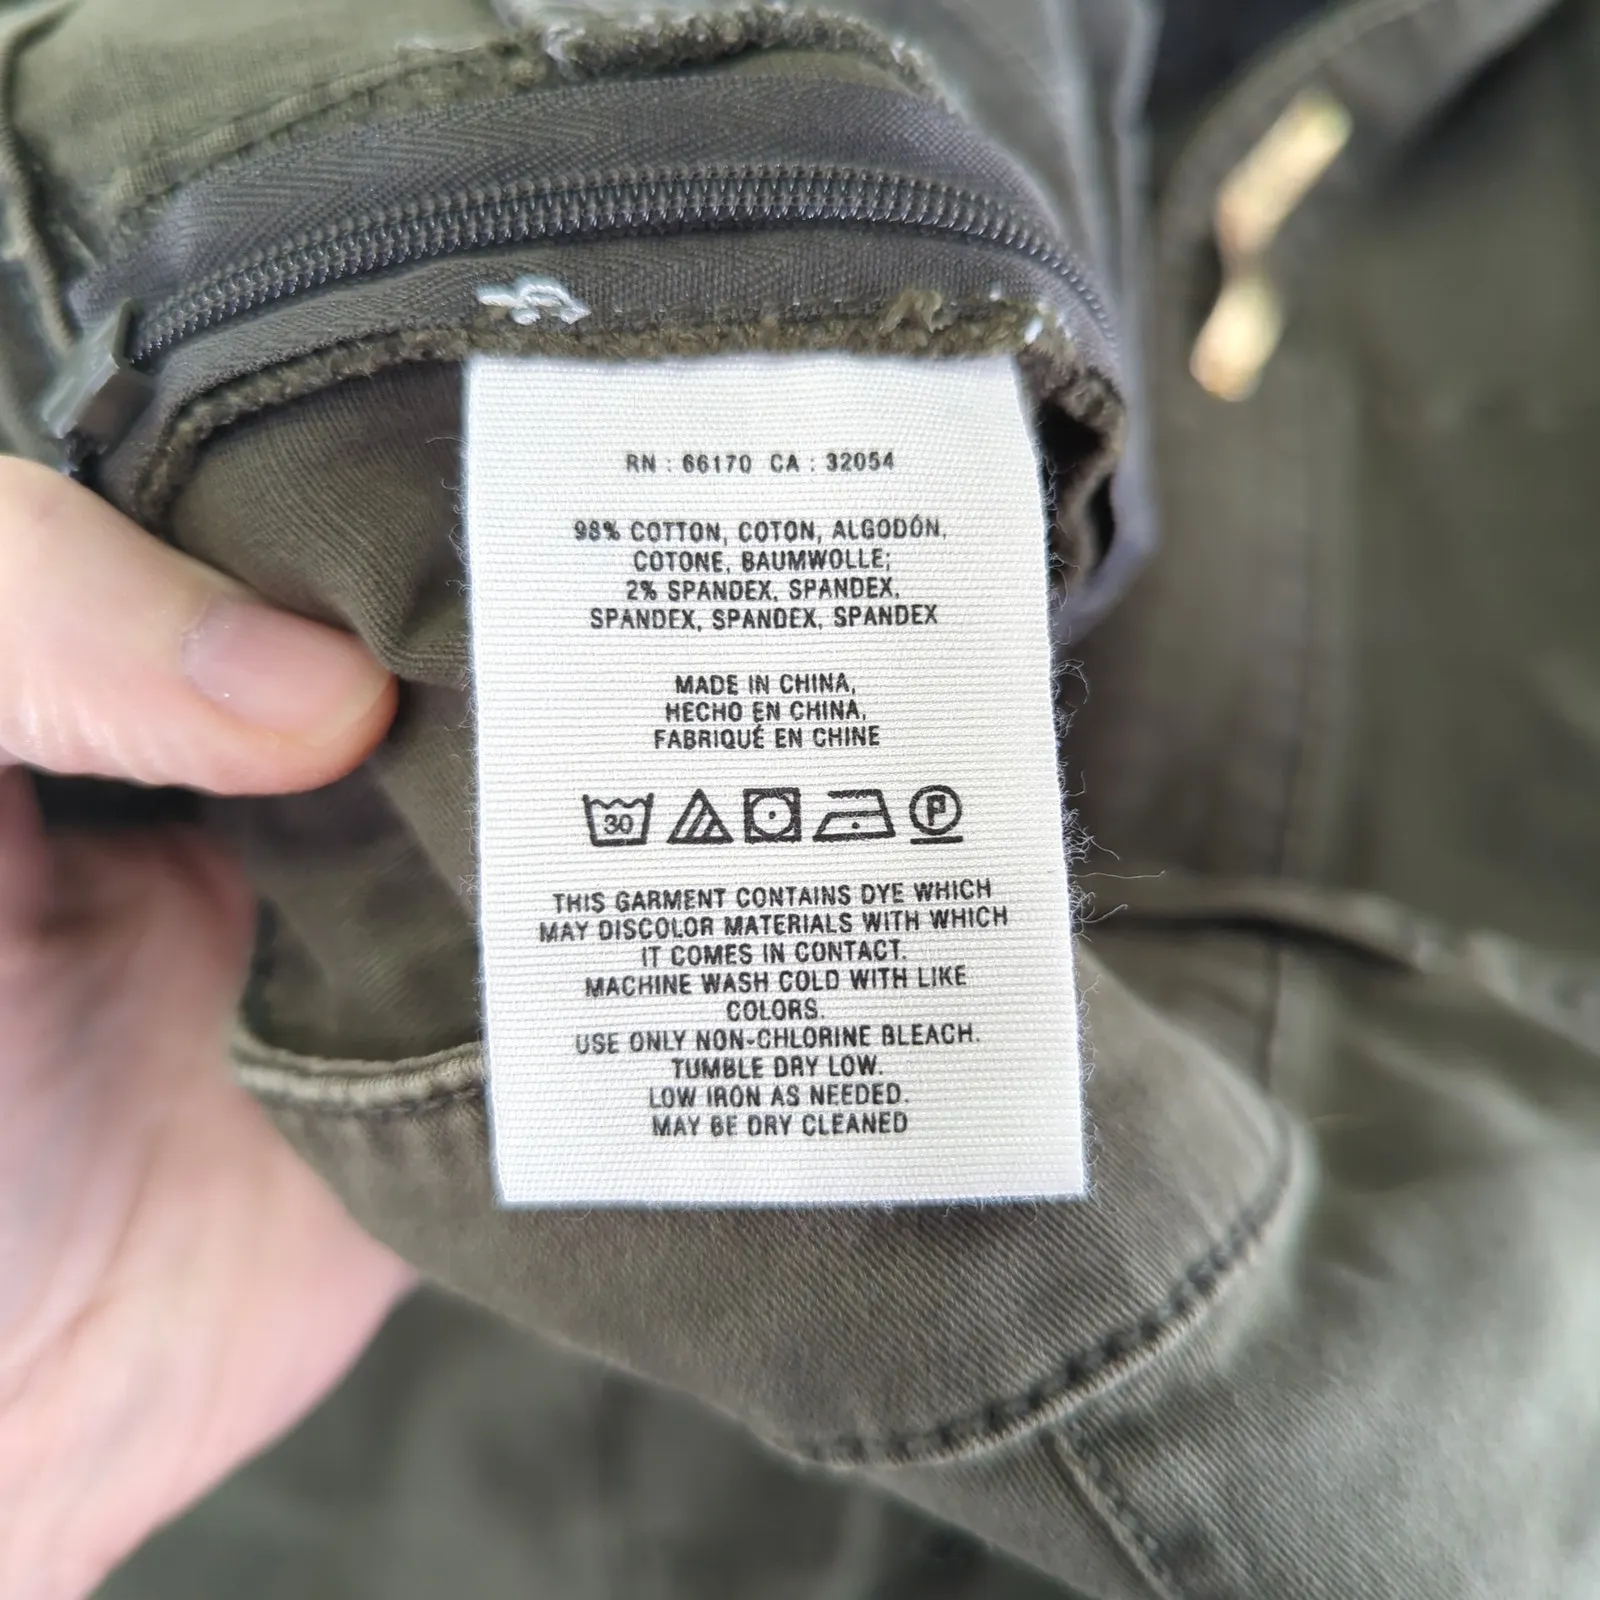 RN : 66170 CA : 32054
98% COTTON, COTON, ALGODÓN,
COTONE, BAUMWOLLE;
2% SPANDEX, SPANDEX,
SPANDEX, SPANDEX, SPANDEX
MADE IN CHINA,
HECHO EN CHINA,
FABRIQUÉ EN CHINE
30 P
THIS GARMENT CONTAINS DYE WHICH
MAY DISCOLOR MATERIALS WITH WHICH
IT COMES IN CONTACT.
MACHINE WASH COLD WITH LIKE
COLORS.
USE ONLY NON-CHLORINE BLEACH.
TUMBLE DRY LOW.
LOW IRON AS NEEDED.
MAY BE DRY CLEANED